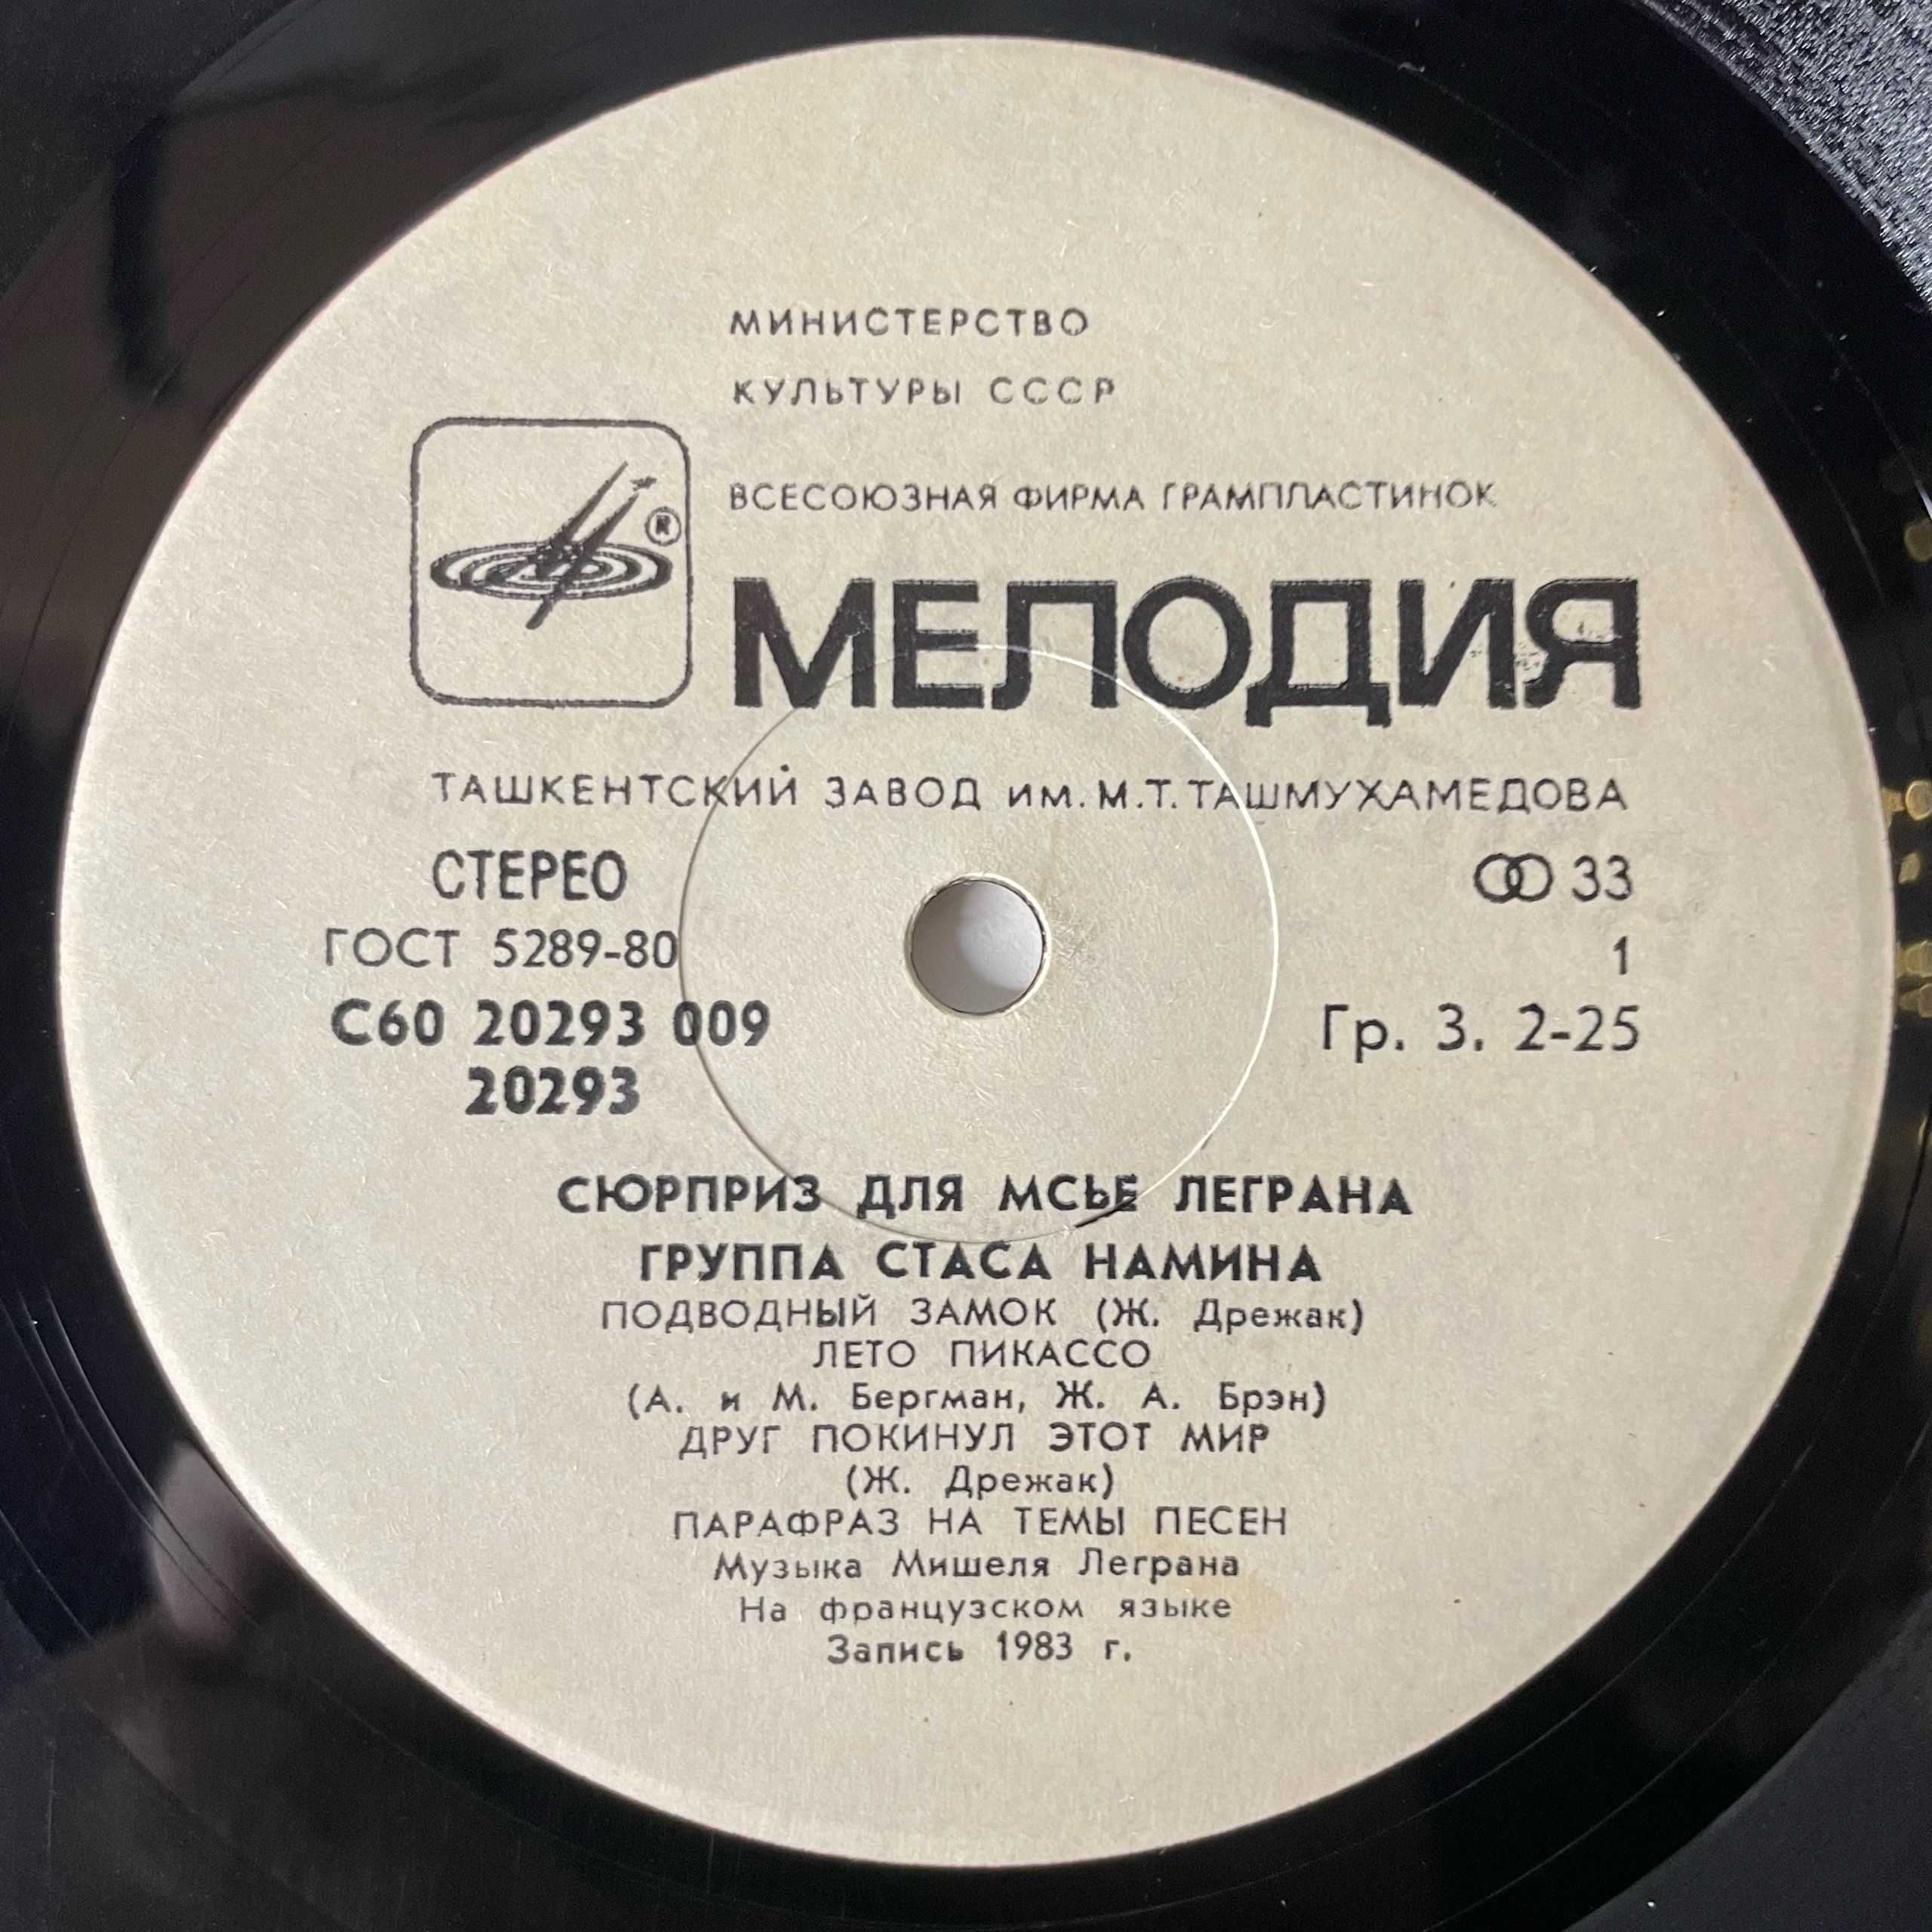 МИНИСТЕРСТВО
КУЛЬТУРЫ СССР
ВСЕСОЮЗНАЯ ФИРМА ГРАМПЛАСТИНОК
®
МЕЛОДИЯ
ТАШКЕНТСКИЙ ЗАВОД им. М.Т. ТАШМУХАМЕДОВА
СТЕРЕО 33
ГОСТ 5289-80 1
С60 20293 009 Гр. 3. 2-25
20293
СЮРПРИЗ ДЛЯ МСЬЕ ЛЕГРАНА
ГРУППА СТАСА НАМИНА
ПОДВОДНЫЙ ЗАМОК (Ж. Дрежак)
ЛЕТО ПИКАССО
(А. и М. Бергман, Ж. А. Брэн)
ДРУГ ПОКИНУЛ ЭТОТ МИР
(Ж. Дрежак)
ПАРАФРАЗ НА ТЕМЫ ПЕСЕН
Музыка Мишеля Леграна
На французском языке
Запись 1983 г.